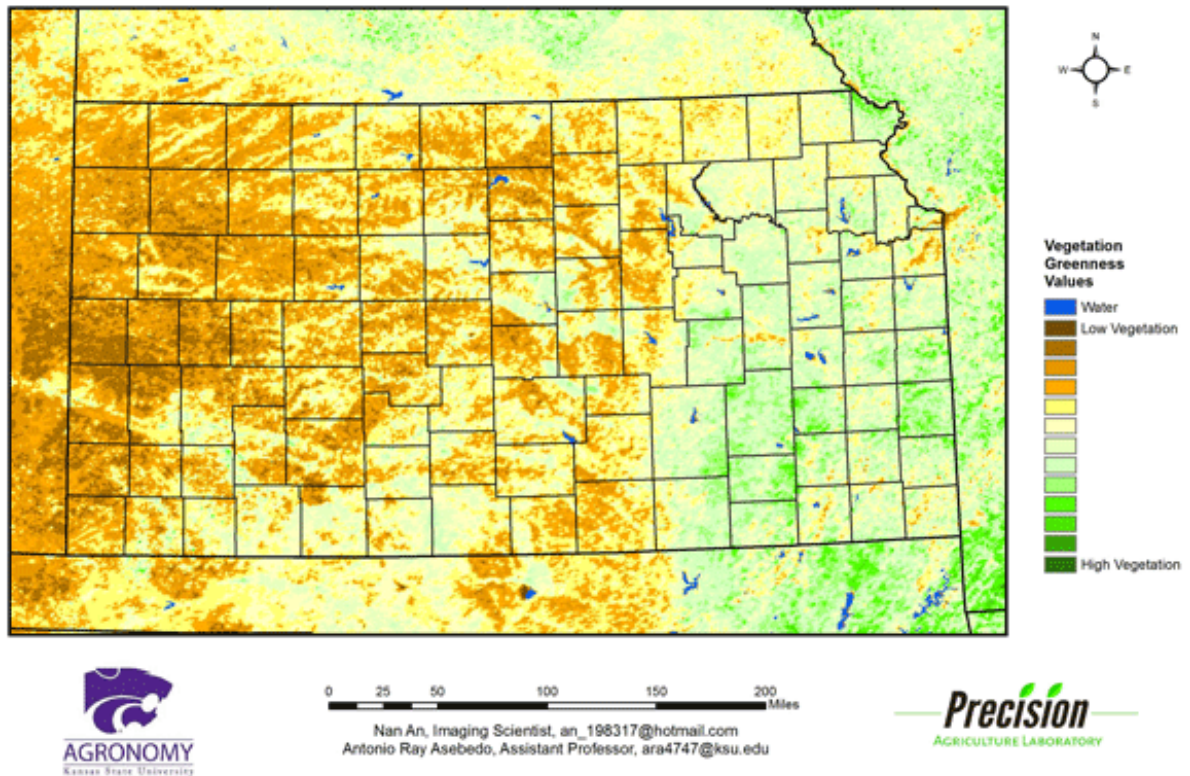 N
W E
S
Vegetation
Greenness
Values
Water
Low Vegetation
High Vegetation
0 25 50 100 150 200
Miles
Nan An, Imaging Scientist, an_198317@hotmail.com
Antonio Ray Asebedo, Assistant Professor, ara4747@ksu.edu
AGRONOMY
Kansas State University
Precision
AGRICULTURE LABORATORY